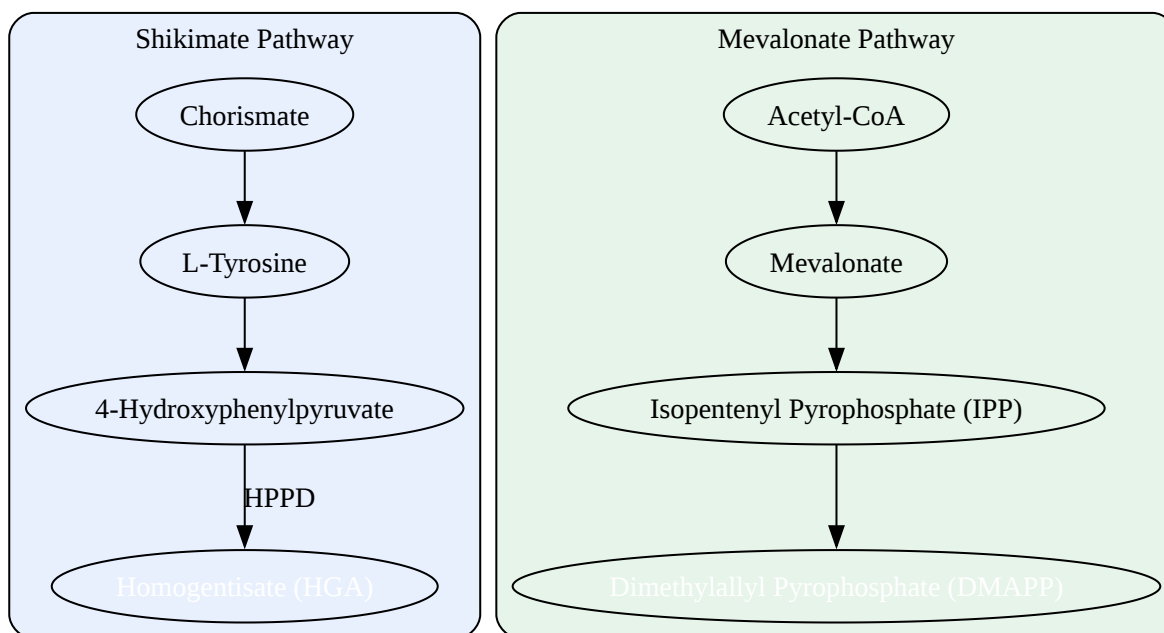 Shikimate Pathway
Chorismate
L-Tyrosine
4-Hydroxyphenylpyruvate
HPPD
Homogentisate (HGA)
Mevalonate Pathway
Acetyl-CoA
Mevalonate
Isopentenyl Pyrophosphate (IPP)
Dimethylallyl Pyrophosphate (DMAPP)